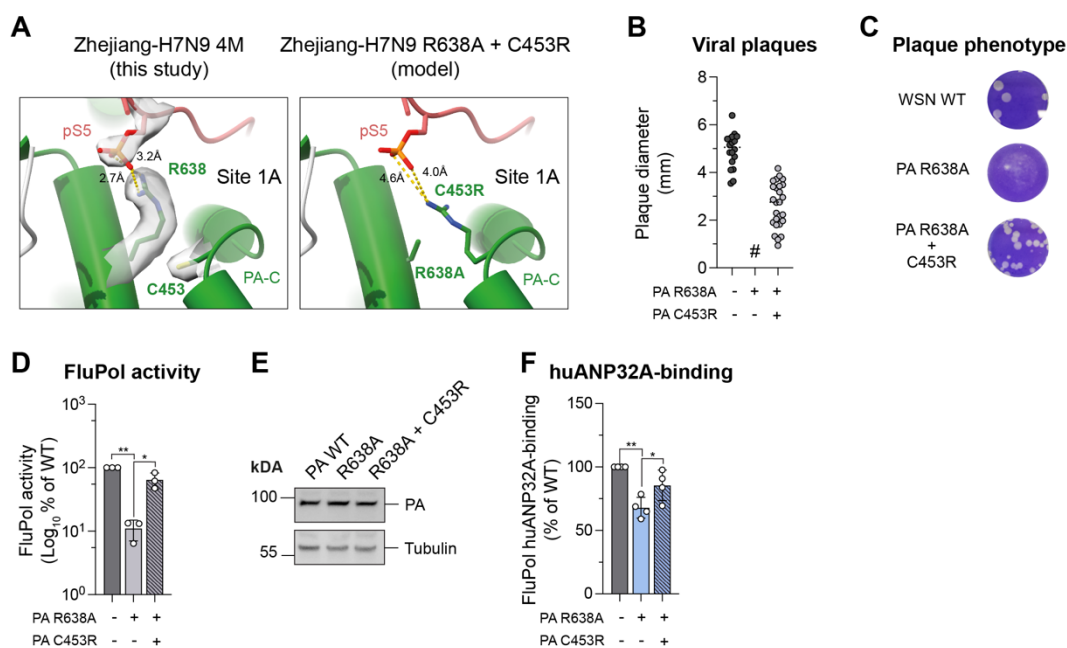 A
Zhejiang-H7N9 4M
(this study)
Zhejiang-H7N9 R638A + C453R
(model)
pS5
3.2Å
2.7Å
R638
Site 1A
C453
PA-C
pS5
4.6Å
4.0Å
C453R
Site 1A
R638A
PA-C
B
Viral plaques
Plaque diameter
(mm)
8
6
4
2
0
#
PA R638A - + +
PA C453R - - +
C
Plaque phenotype
WSN WT
PA R638A
PA R638A
+
C453R
D
FluPol activity
FluPol activity
(Log10 % of WT)
10³
10²
10¹
10⁰
** *
PA R638A - + +
PA C453R - - +
E
kDA
PA WT
R638A
R638A + C453R
100
PA
55
Tubulin
F
huANP32A-binding
FluPol huANP32A-binding
(% of WT)
150
100
50
0
** *
PA R638A - + +
PA C453R - - +